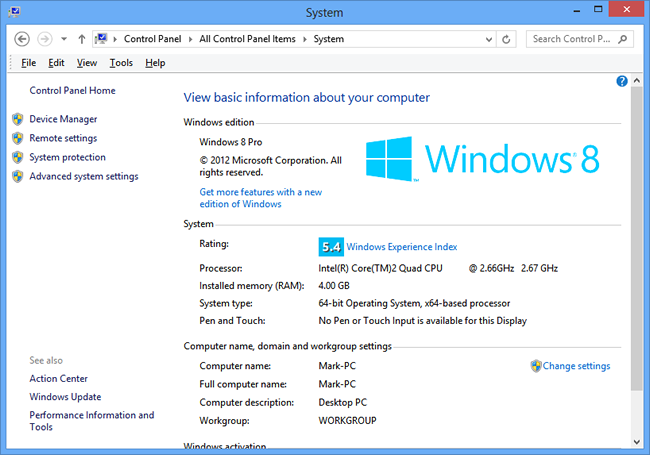 System
Control Panel All Control Panel Items System
Search Control P...
File Edit View Tools Help
Control Panel Home
Device Manager
Remote settings
System protection
Advanced system settings
See also
Action Center
Windows Update
Performance Information and
Tools
View basic information about your computer
Windows edition
Windows 8 Pro
© 2012 Microsoft Corporation. All
rights reserved.
Get more features with a new
edition of Windows
Windows® 8
System
Rating: 5.4 Windows Experience Index
Processor: Intel(R) Core(TM)2 Quad CPU @ 2.66GHz 2.67 GHz
Installed memory (RAM): 4.00 GB
System type: 64-bit Operating System, x64-based processor
Pen and Touch: No Pen or Touch Input is available for this Display
Computer name, domain and workgroup settings
Computer name: Mark-PC Change settings
Full computer name: Mark-PC
Computer description: Desktop PC
Workgroup: WORKGROUP
Windows activation